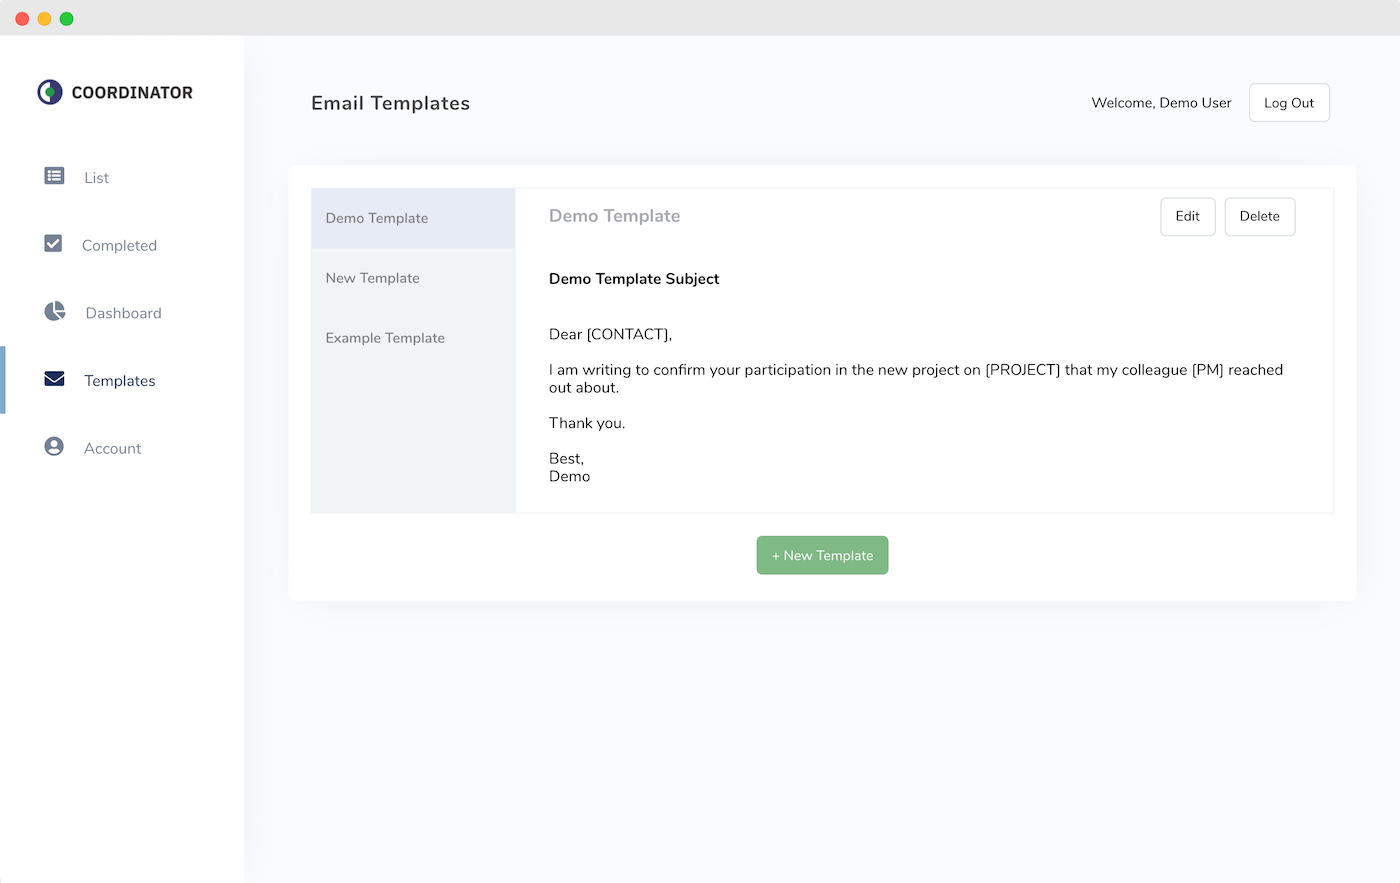 COORDINATOR
List
Completed
Dashboard
Templates
Account
Email Templates
Welcome, Demo User
Log Out
Demo Template
New Template
Example Template
Demo Template
Edit
Delete
Demo Template Subject
Dear [CONTACT],
I am writing to confirm your participation in the new project on [PROJECT] that my colleague [PM] reached
out about.
Thank you.
Best,
Demo
+ New Template